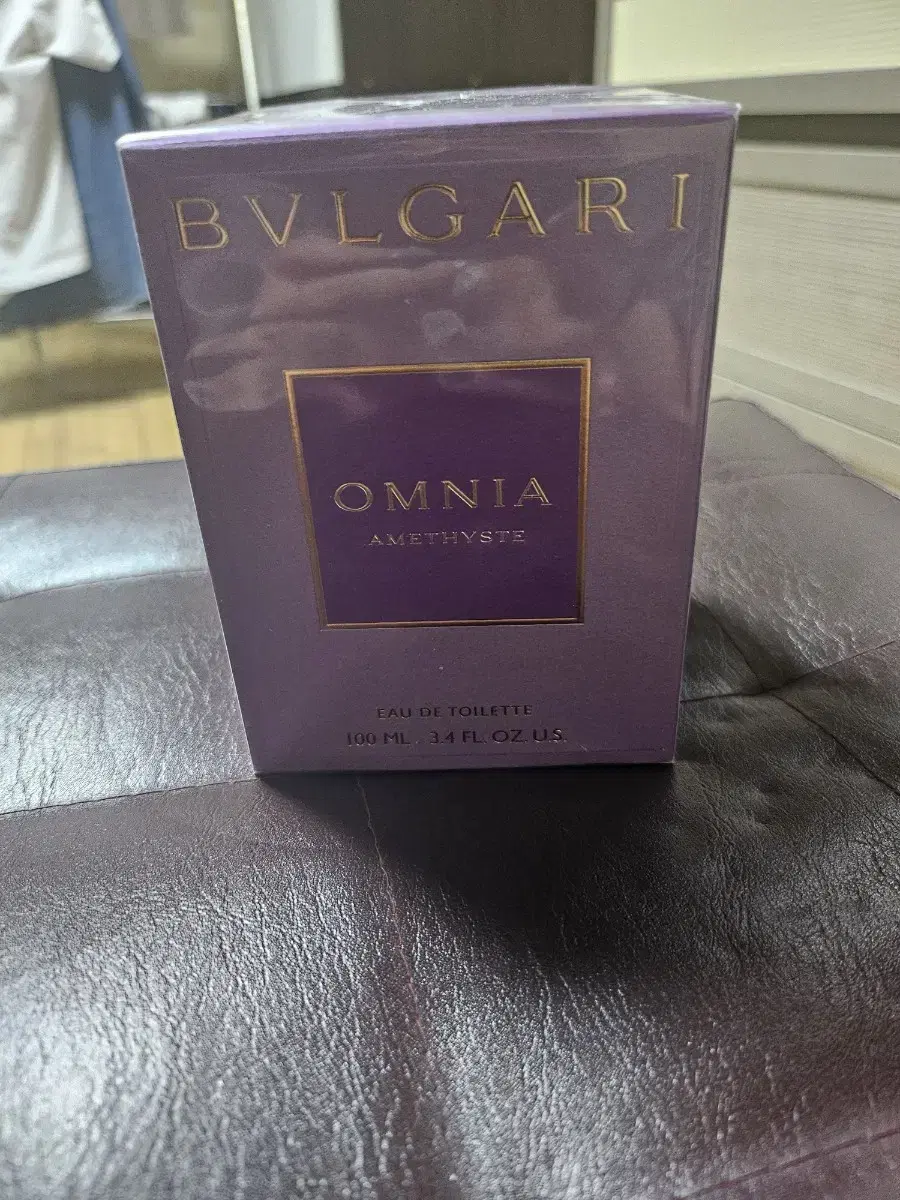 BVLGARI
OMNIA
AMETHYSTE
EAU DE TOILETTE
100 ML . 3.4 FL. OZ. U.S.